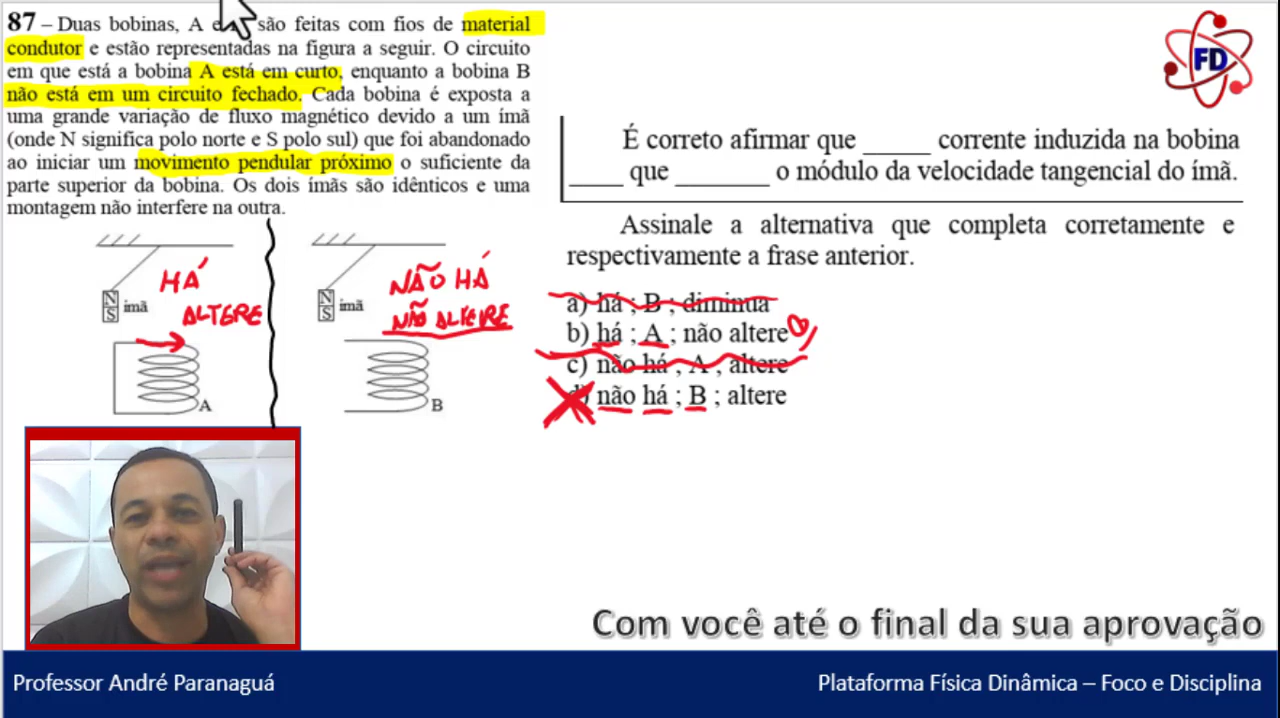 87 – Duas bobinas, A e são feitas com fios de material
condutor e estão representadas na figura a seguir. O circuito
em que está a bobina A está em curto, enquanto a bobina B
não está em um circuito fechado. Cada bobina é exposta a
uma grande variação de fluxo magnético devido a um ímã
(onde N significa polo norte e S polo sul) que foi abandonado
ao iniciar um movimento pendular próximo o suficiente da
parte superior da bobina. Os dois ímãs são idênticos e uma
montagem não interfere na outra.
HÁ
ALTERE
N
S
imã
A
NÃO HÁ
NÃO ALTERE
N
S
imã
B
FD
É correto afirmar que _____ corrente induzida na bobina
____ que _______ o módulo da velocidade tangencial do ímã.
Assinale a alternativa que completa corretamente e
respectivamente a frase anterior.
a) há ; B ; diminua
b) há ; A ; não altere
c) não há ; A ; altere
d) não há ; B ; altere
Com você até o final da sua aprovação
Professor André Paranaguá
Plataforma Física Dinâmica – Foco e Disciplina